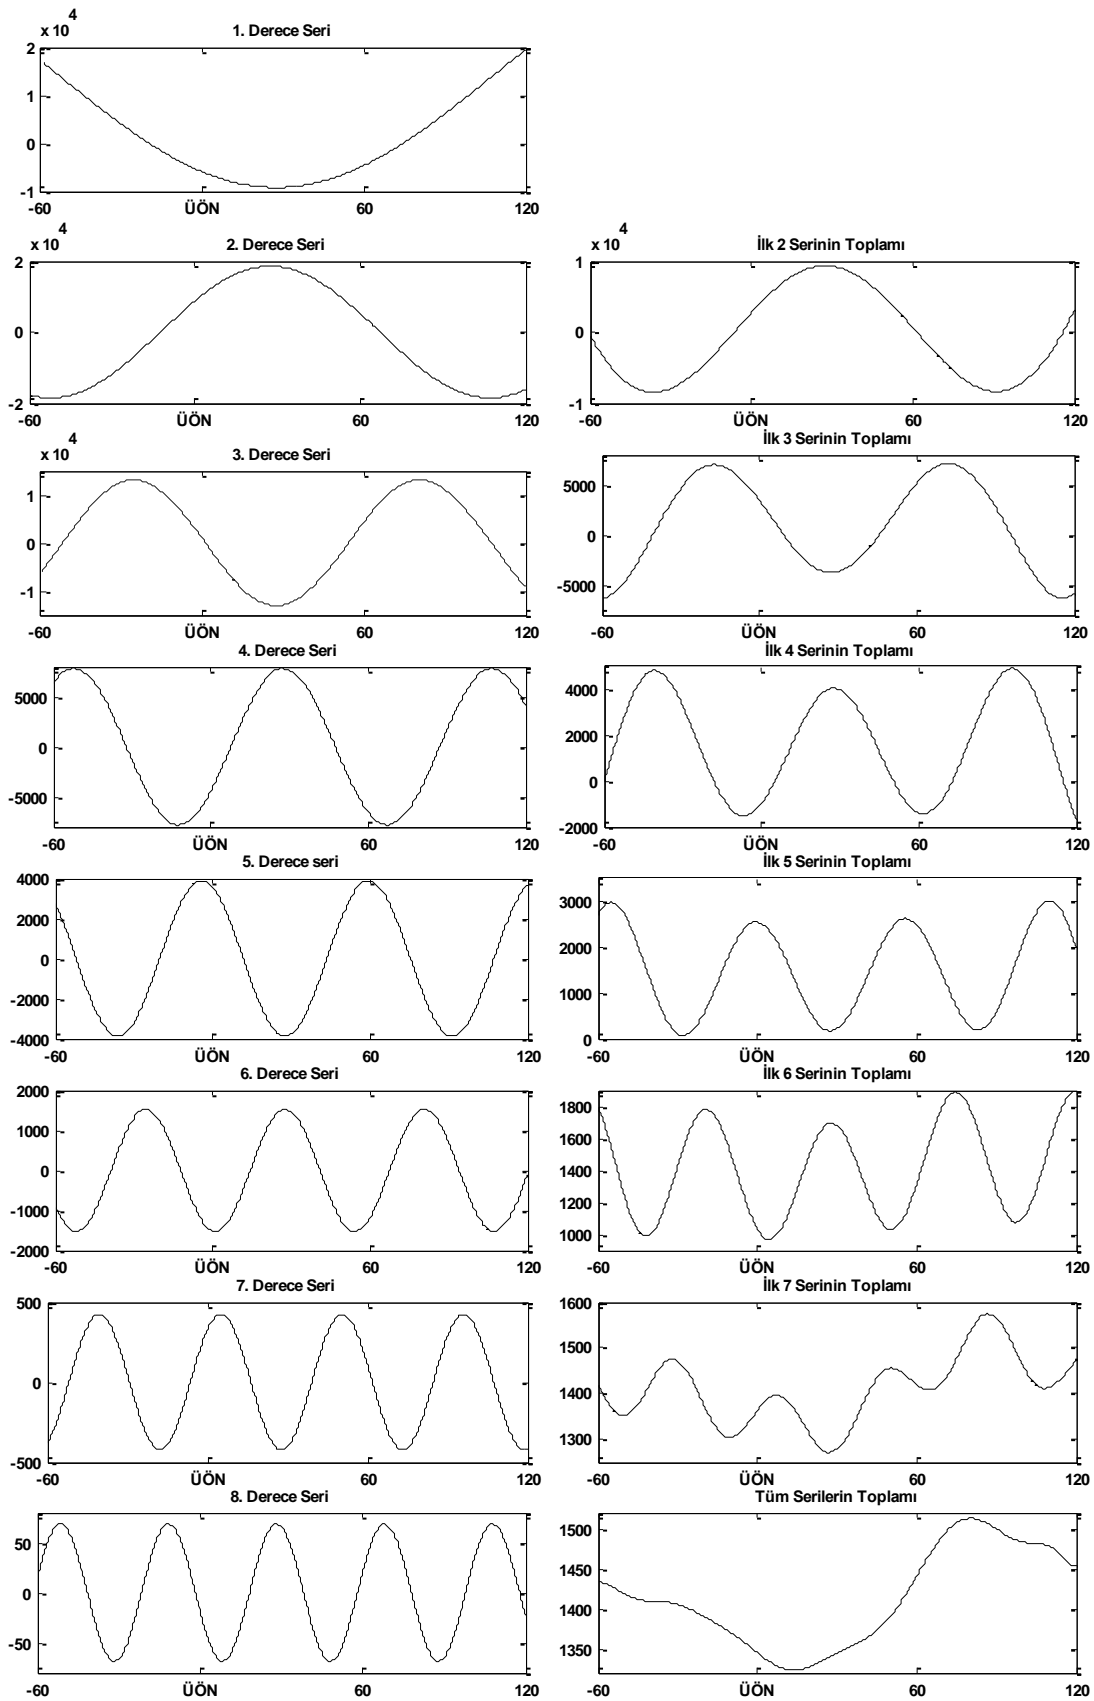 x 10 4
1. Derece Seri
2
1
0
-1
-60 ÜÖN 60 120
x 10 4
2. Derece Seri
2
0
-2
-60 ÜÖN 60 120
x 10 4
İlk 2 Serinin Toplamı
1
0
-1
-60 ÜÖN 60 120
x 10 4
3. Derece Seri
1
0
-1
-60 ÜÖN 60 120
İlk 3 Serinin Toplamı
5000
0
-5000
-60 ÜÖN 60 120
4. Derece Seri
5000
0
-5000
-60 ÜÖN 60 120
İlk 4 Serinin Toplamı
4000
2000
0
-2000
-60 ÜÖN 60 120
5. Derece seri
4000
2000
0
-2000
-4000
-60 ÜÖN 60 120
İlk 5 Serinin Toplamı
3000
2000
1000
0
-60 ÜÖN 60 120
6. Derece Seri
2000
1000
0
-1000
-2000
-60 ÜÖN 60 120
İlk 6 Serinin Toplamı
1800
1600
1400
1200
1000
-60 ÜÖN 60 120
7. Derece Seri
500
0
-500
-60 ÜÖN 60 120
İlk 7 Serinin Toplamı
1600
1500
1400
1300
-60 ÜÖN 60 120
8. Derece Seri
50
0
-50
-60 ÜÖN 60 120
Tüm Serilerin Toplamı
1500
1450
1400
1350
-60 ÜÖN 60 120